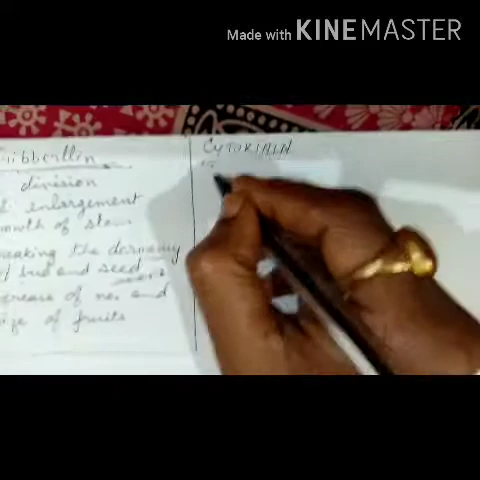 Made with KINEMASTER
Gibberllin
division
enlargement
growth of stem
breaking the dormancy
of bud and seed
increase of no. and
size of fruits
CYTOKININ